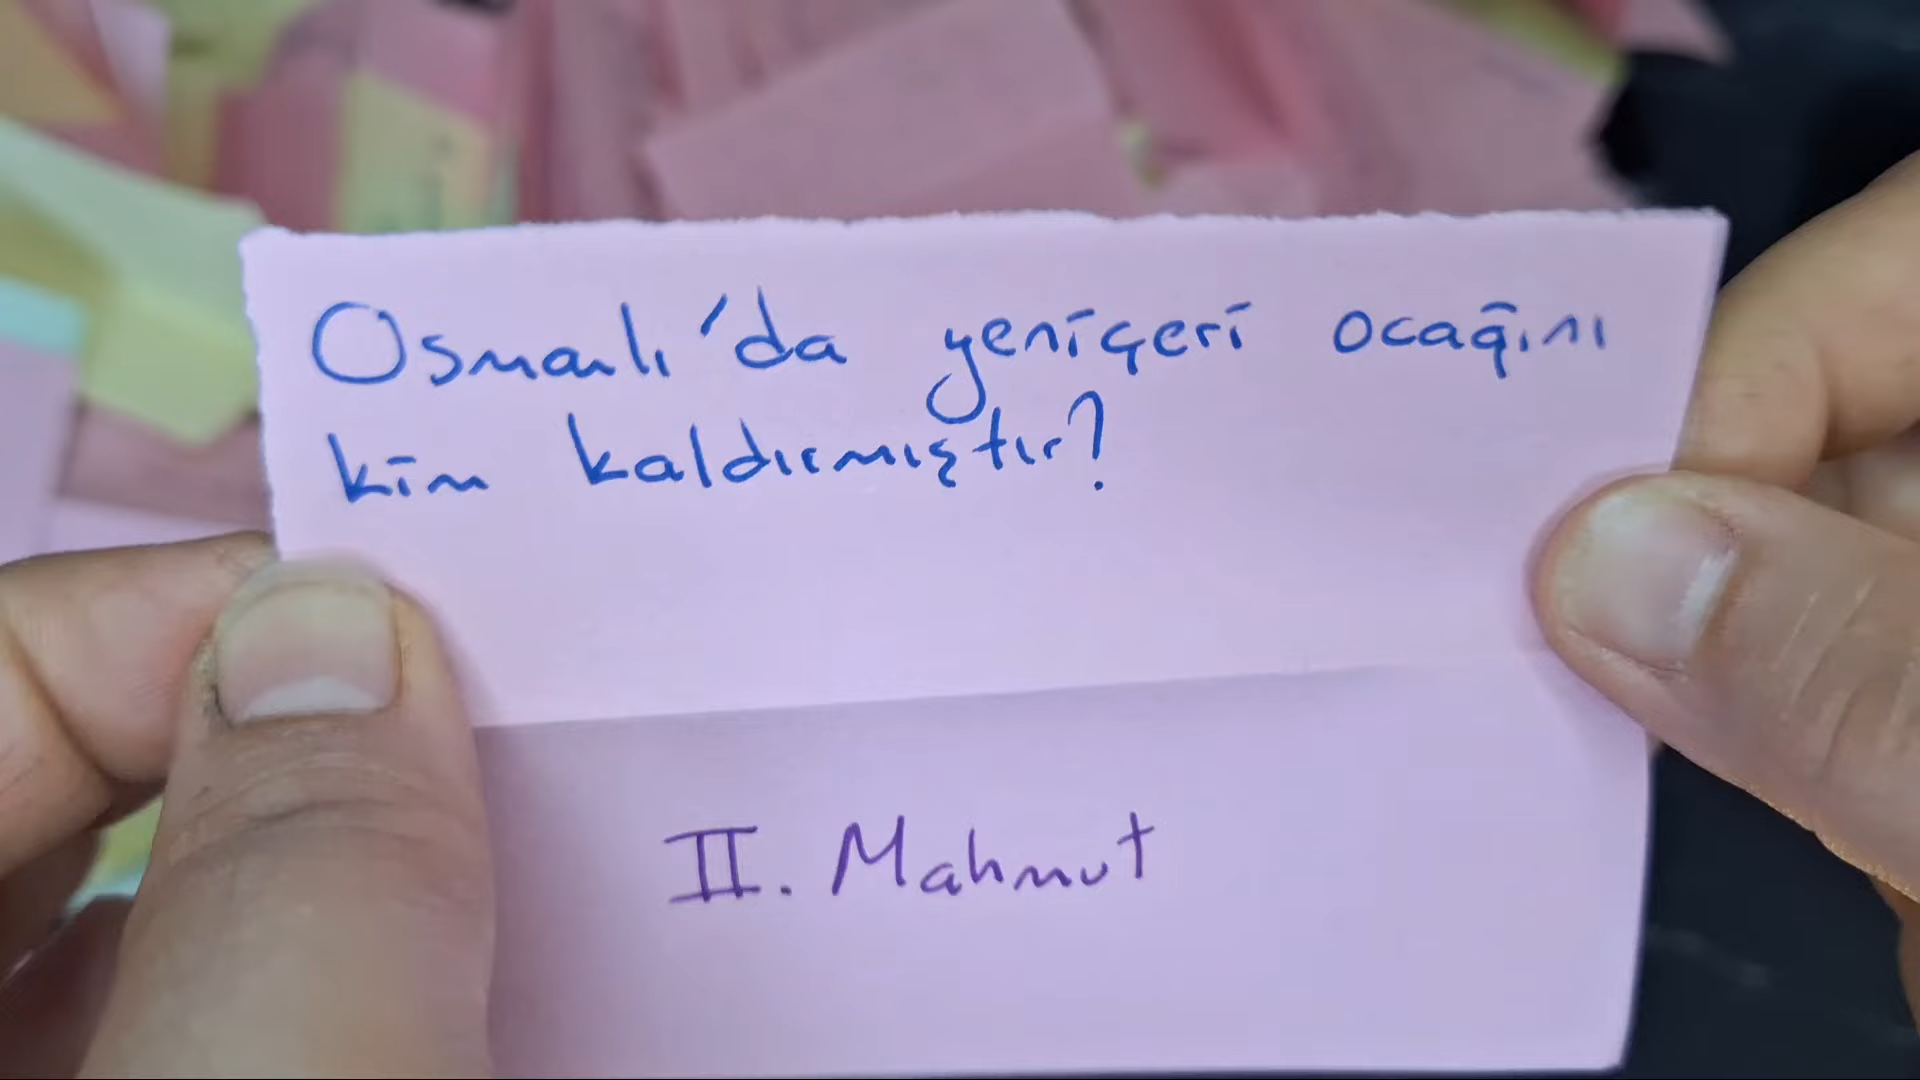 Osmanlı'da yeniçeri ocağını
kim kaldırmıştır?
II. Mahmut